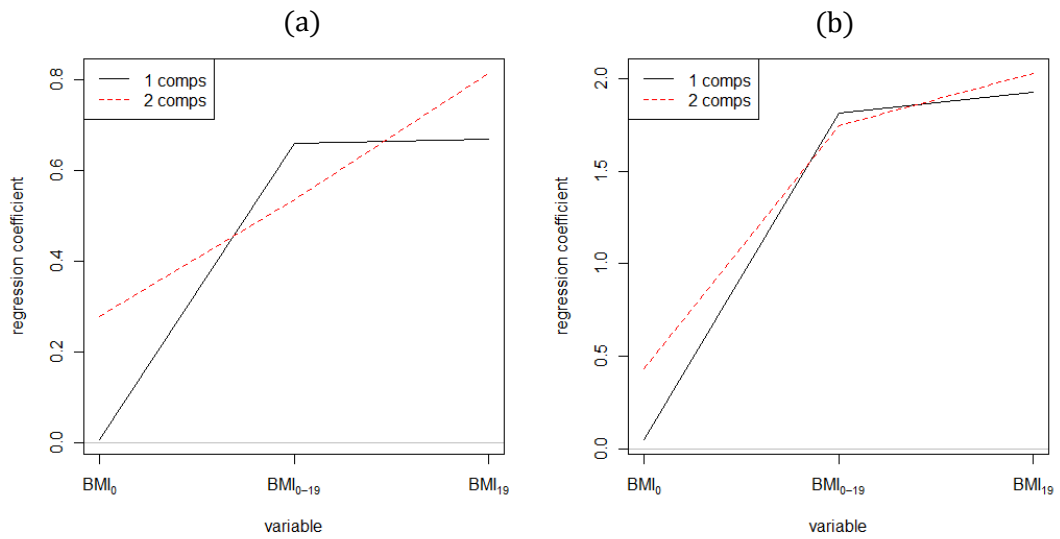 (a)
1 comps
2 comps
regression coefficient
0.0
0.2
0.4
0.6
0.8
BMI₀
BMI₀₋₁₉
BMI₁₉
variable
(b)
1 comps
2 comps
regression coefficient
0.0
0.5
1.0
1.5
2.0
BMI₀
BMI₀₋₁₉
BMI₁₉
variable